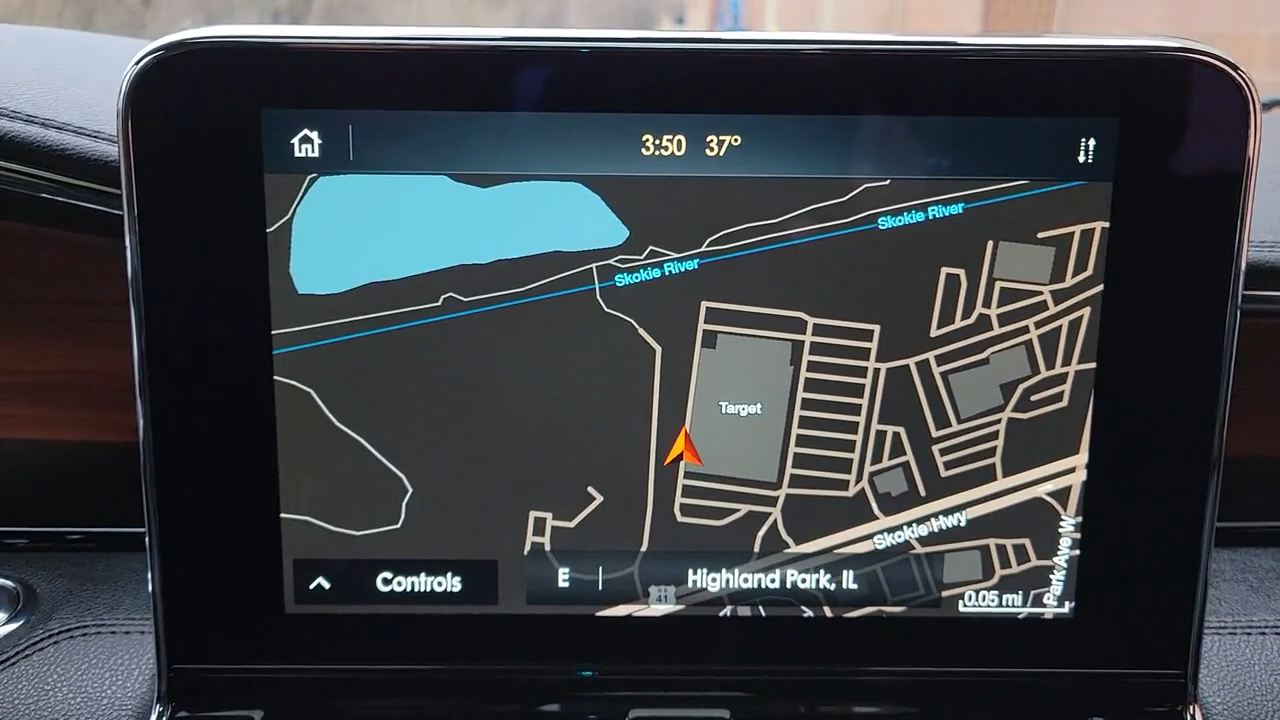 3:50 37°
Skokie River
Skokie River
Target
Skokie Hwy
Park Ave W
Controls
E
Highland Park, IL
41
0.05 mi